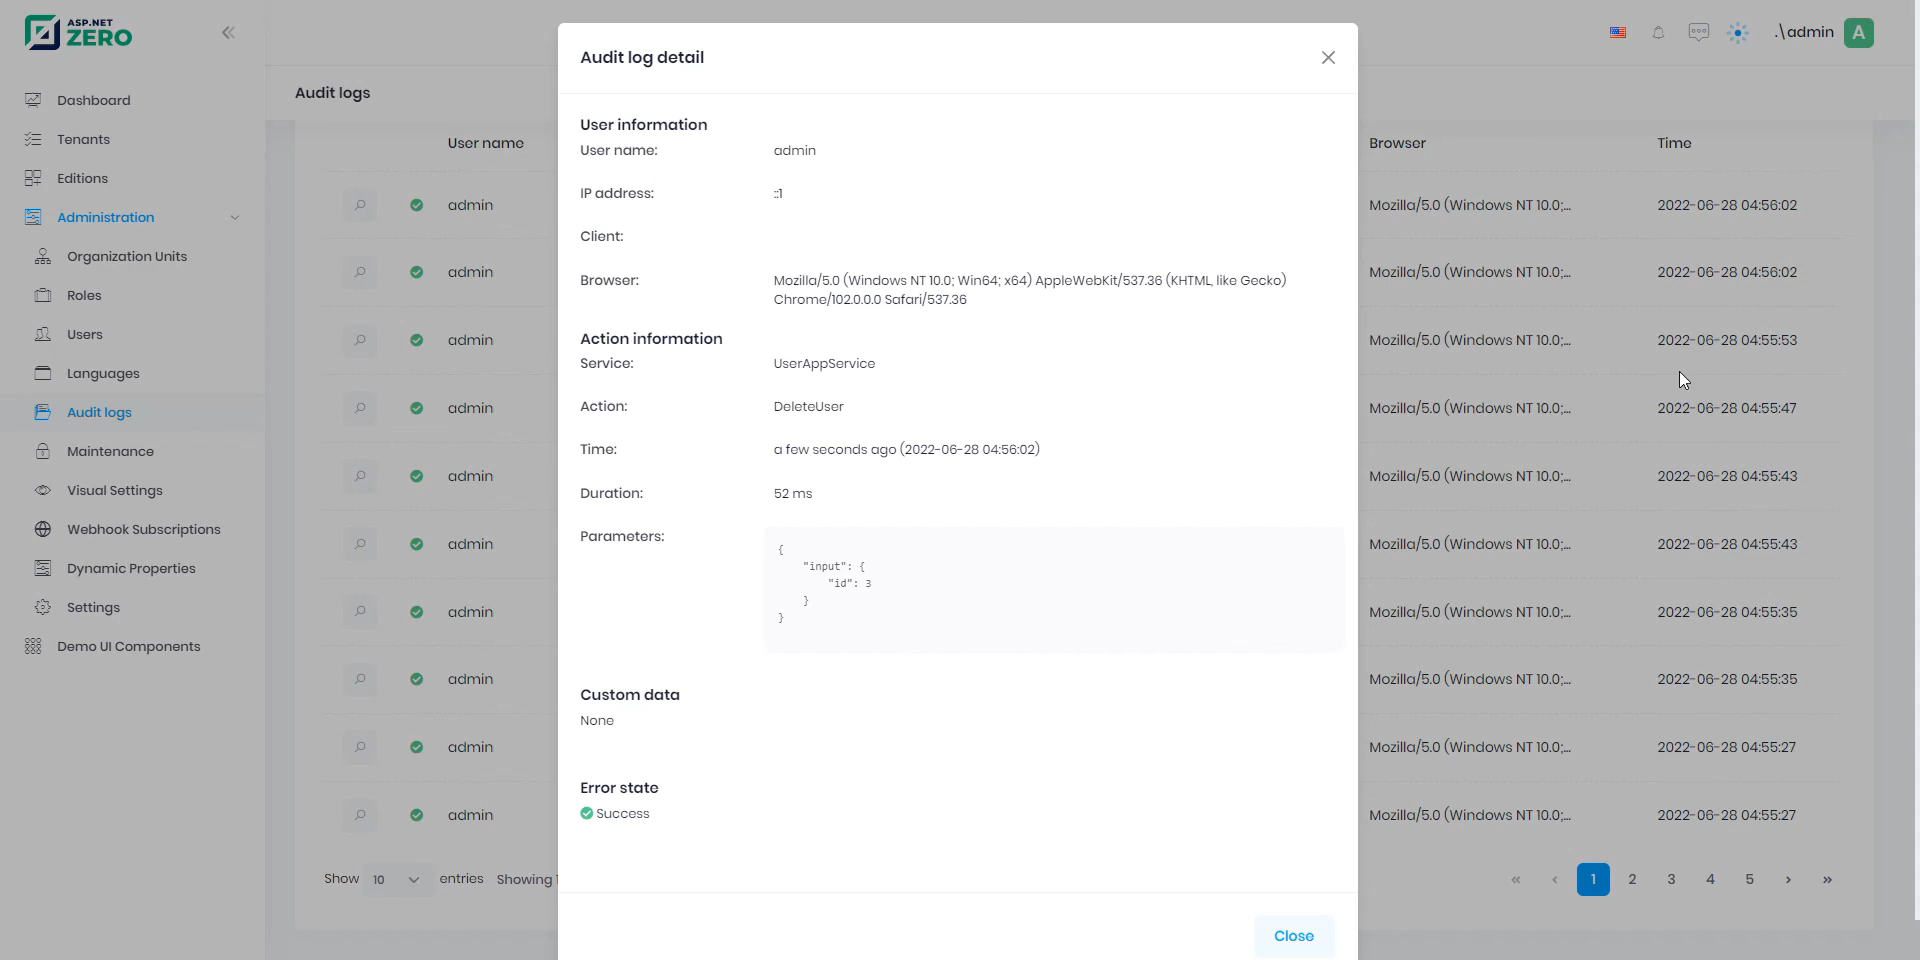 ASP.NET
ZERO
.\admin
A
Dashboard
Tenants
Editions
Administration
Organization Units
Roles
Users
Languages
Audit logs
Maintenance
Visual Settings
Webhook Subscriptions
Dynamic Properties
Settings
Demo UI Components
Audit logs
User name
Browser
Time
admin
Mozilla/5.0 (Windows NT 10.0;...
2022-06-28 04:56:02
admin
Mozilla/5.0 (Windows NT 10.0;...
2022-06-28 04:56:02
admin
Mozilla/5.0 (Windows NT 10.0;...
2022-06-28 04:55:53
admin
Mozilla/5.0 (Windows NT 10.0;...
2022-06-28 04:55:47
admin
Mozilla/5.0 (Windows NT 10.0;...
2022-06-28 04:55:43
admin
Mozilla/5.0 (Windows NT 10.0;...
2022-06-28 04:55:43
admin
Mozilla/5.0 (Windows NT 10.0;...
2022-06-28 04:55:35
admin
Mozilla/5.0 (Windows NT 10.0;...
2022-06-28 04:55:35
admin
Mozilla/5.0 (Windows NT 10.0;...
2022-06-28 04:55:27
admin
Mozilla/5.0 (Windows NT 10.0;...
2022-06-28 04:55:27
Show 10 entries Showing
« ‹ 1 2 3 4 5 › »
Audit log detail
User information
User name: admin
IP address: ::1
Client:
Browser: Mozilla/5.0 (Windows NT 10.0; Win64; x64) AppleWebKit/537.36 (KHTML, like Gecko)
Chrome/102.0.0.0 Safari/537.36
Action information
Service: UserAppService
Action: DeleteUser
Time: a few seconds ago (2022-06-28 04:56:02)
Duration: 52 ms
Parameters:
{
"input": {
"id": 3
}
}
Custom data
None
Error state
Success
Close